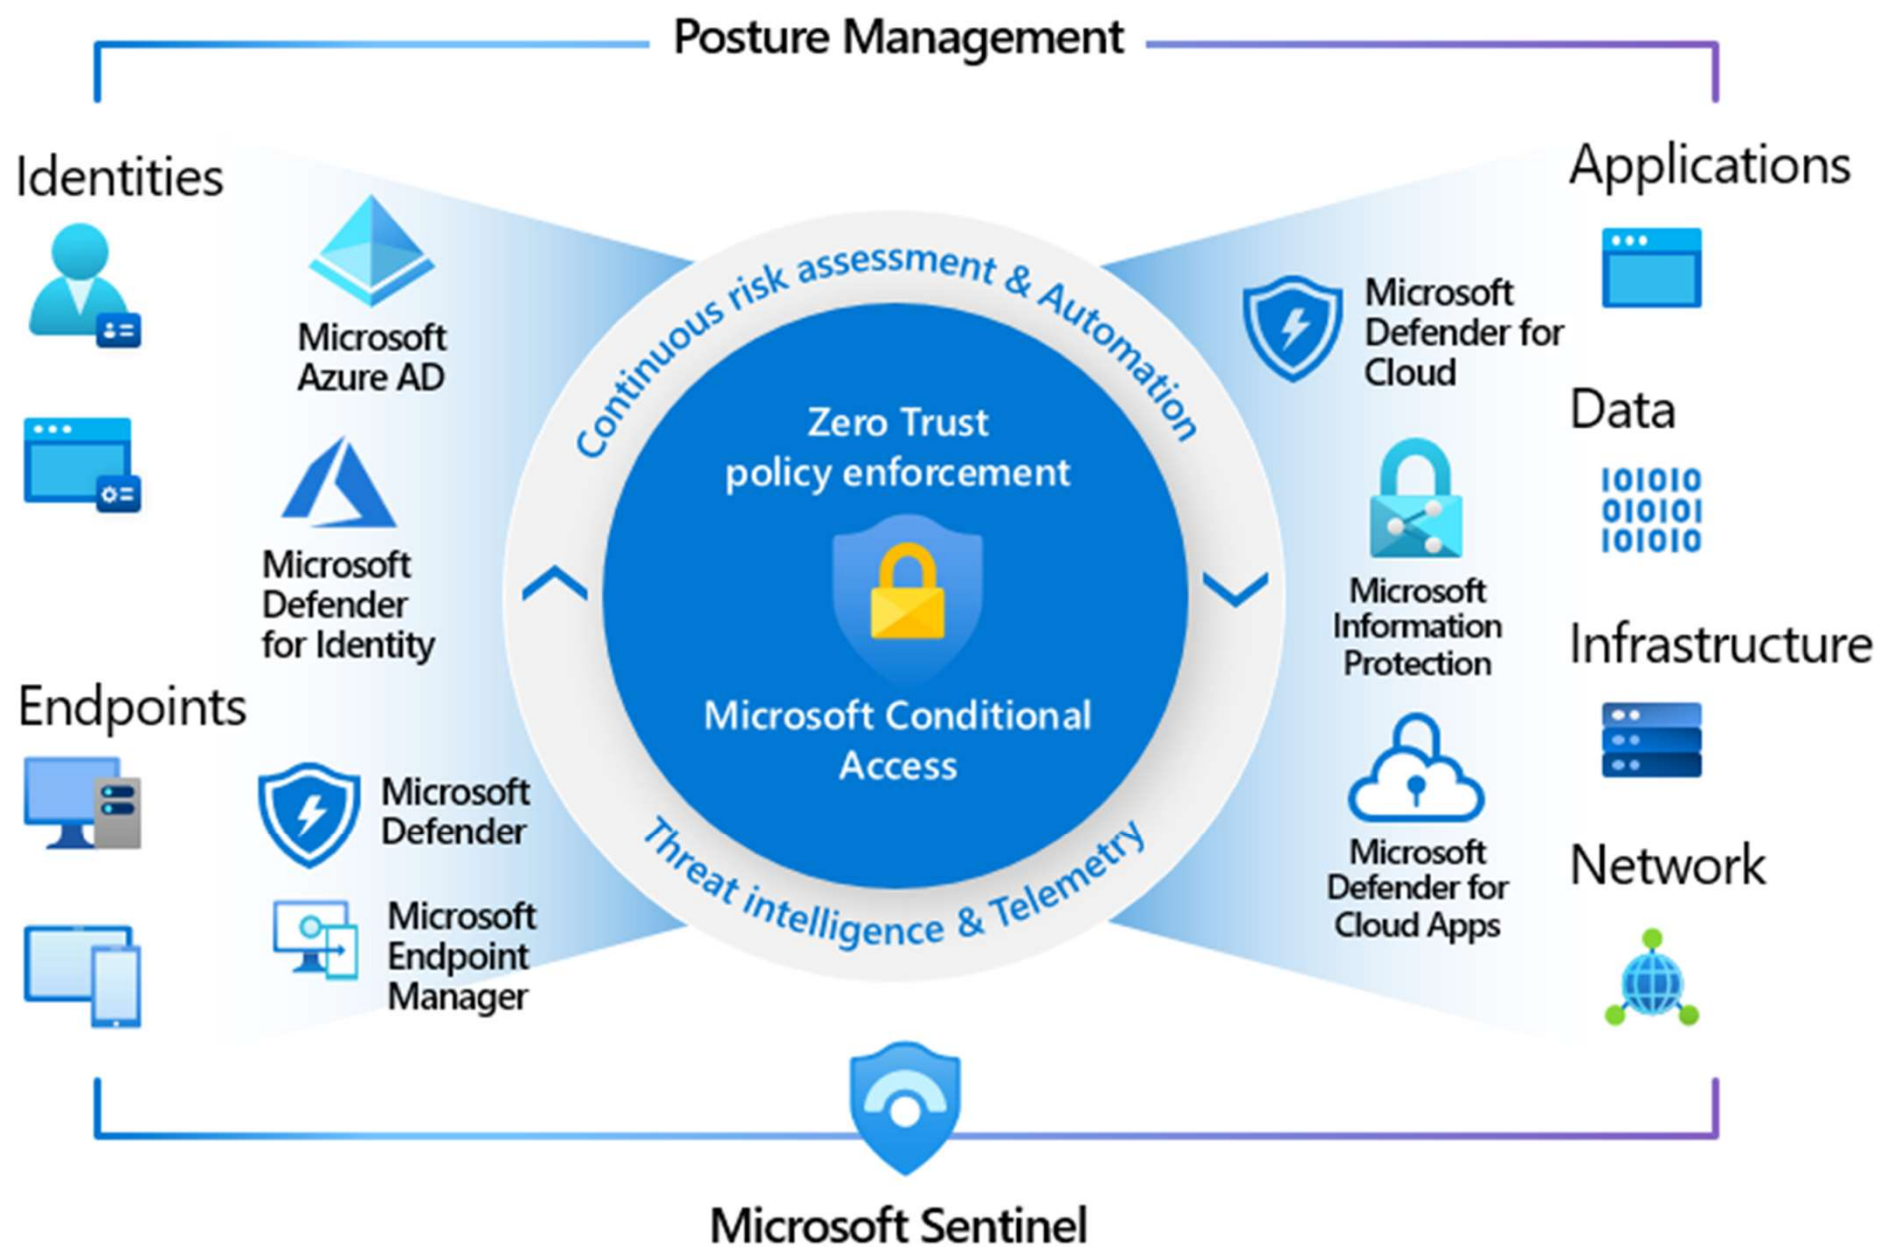 Posture Management
Identities
Microsoft
Azure AD
Microsoft
Defender
for Identity
Endpoints
Microsoft
Defender
Microsoft
Endpoint
Manager
Continuous risk assessment & Automation
Zero Trust
policy enforcement
Microsoft Conditional
Access
Threat intelligence & Telemetry
Applications
Microsoft
Defender for
Cloud
Data
101010
010101
101010
Microsoft
Information
Protection
Infrastructure
Microsoft
Defender for
Cloud Apps
Network
Microsoft Sentinel